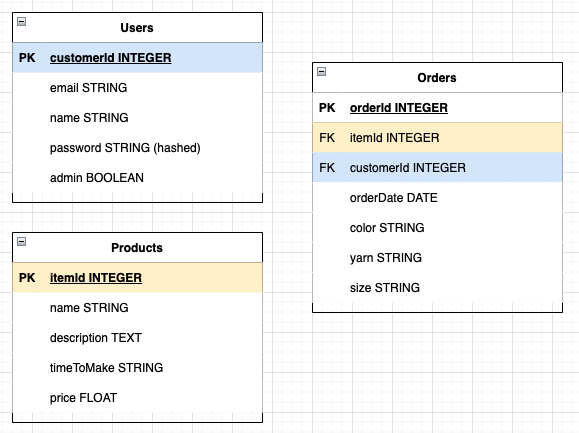 Users
PK customerId INTEGER
email STRING
name STRING
password STRING (hashed)
admin BOOLEAN
Products
PK itemId INTEGER
name STRING
description TEXT
timeToMake STRING
price FLOAT
Orders
PK orderId INTEGER
FK itemId INTEGER
FK customerId INTEGER
orderDate DATE
color STRING
yarn STRING
size STRING